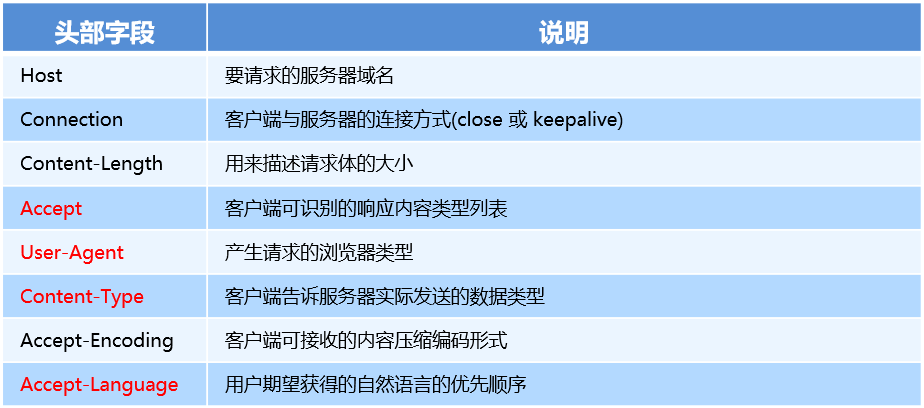 头部字段 说明
Host 要请求的服务器域名
Connection 客户端与服务器的连接方式(close 或 keepalive)
Content-Length 用来描述请求体的大小
Accept 客户端可识别的响应内容类型列表
User-Agent 产生请求的浏览器类型
Content-Type 客户端告诉服务器实际发送的数据类型
Accept-Encoding 客户端可接收的内容压缩编码形式
Accept-Language 用户期望获得的自然语言的优先顺序